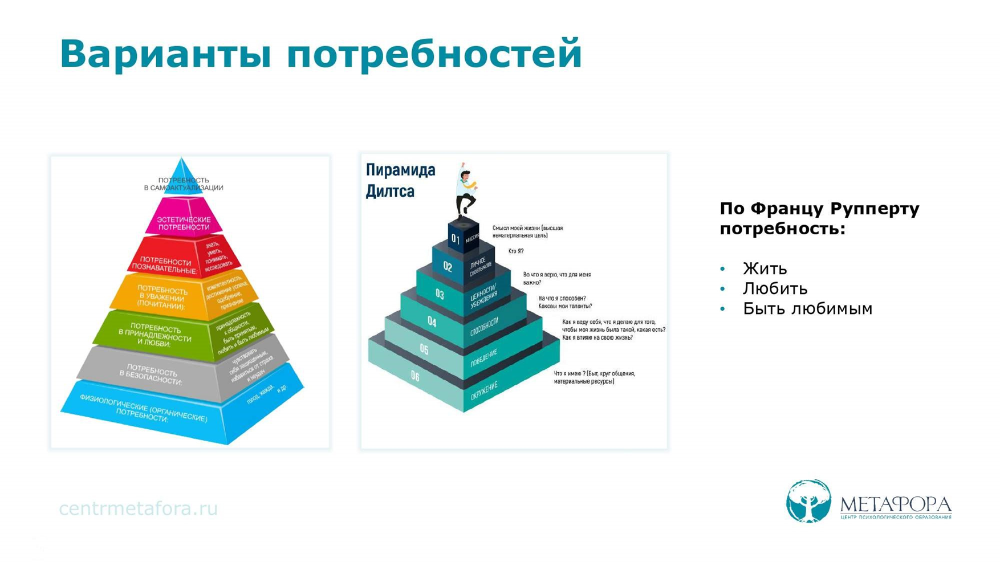 Варианты потребностей
ПОТРЕБНОСТЬ
В САМОАКТУАЛИЗАЦИИ
ЭСТЕТИЧЕСКИЕ
ПОТРЕБНОСТИ
ПОТРЕБНОСТИ
ПОЗНАВАТЕЛЬНЫЕ:
знать,
уметь,
понимать,
исследовать
ПОТРЕБНОСТЬ
В УВАЖЕНИИ
(ПОЧИТАНИИ):
компетентность,
достижение успеха,
одобрение,
признание
ПОТРЕБНОСТЬ
В ПРИНАДЛЕЖНОСТИ
И ЛЮБВИ:
принадлежность
к общности,
быть принятым,
любить и быть любимым
ПОТРЕБНОСТЬ
В БЕЗОПАСНОСТИ:
чувствовать
себя защищенным,
избавиться от страха
и неудач
ФИЗИОЛОГИЧЕСКИЕ (ОРГАНИЧЕСКИЕ)
ПОТРЕБНОСТИ:
голод, жажда,
и др.
Пирамида
Дилтса
01
МИССИЯ
Смысл моей жизни (высшая
нематериальная цель)
02
ЛИЧНОЕ
СВОЕОБРАЗИЕ
Кто Я?
03
ЦЕННОСТИ/
УБЕЖДЕНИЯ
Во что я верю, что для меня
важно?
04
СПОСОБНОСТИ
На что я способен?
Каковы мои таланты?
05
ПОВЕДЕНИЕ
Как я веду себя, что я делаю для того,
чтобы моя жизнь была такой, какая есть?
Как я влияю на свою жизнь?
06
ОКРУЖЕНИЕ
Что я имею ? (Быт, круг общения,
материальные ресурсы)
По Францу Рупперту
потребность:
• Жить
• Любить
• Быть любимым
centrmetafora.ru
МЕТАФОРА
ЦЕНТР ПСИХОЛОГИЧЕСКОГО ОБРАЗОВАНИЯ